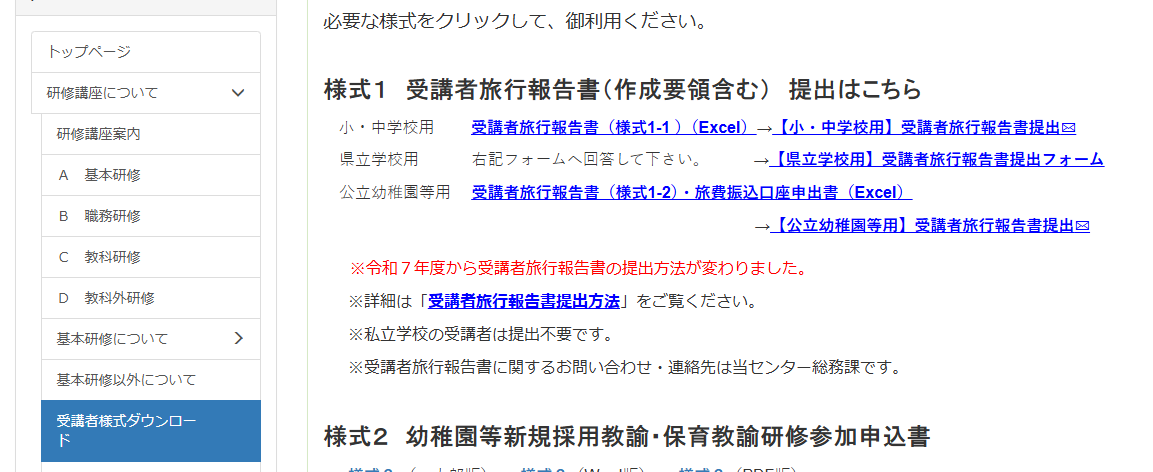 必要な様式をクリックして、御利用ください。
トップページ
研修講座について
研修講座案内
A　基本研修
B　職務研修
C　教科研修
D　教科外研修
基本研修について
基本研修以外について
受講者様式ダウンロー
ド
様式１　受講者旅行報告書（作成要領含む）　提出はこちら
小・中学校用　受講者旅行報告書（様式1-1 ）（Excel）→【小・中学校用】受講者旅行報告書提出✉
県立学校用　右記フォームへ回答して下さい。　→【県立学校用】受講者旅行報告書提出フォーム
公立幼稚園等用　受講者旅行報告書（様式1-2）・旅費振込口座申出書（Excel）
→【公立幼稚園等用】受講者旅行報告書提出✉
※令和７年度から受講者旅行報告書の提出方法が変わりました。
※詳細は「受講者旅行報告書提出方法」をご覧ください。
※私立学校の受講者は提出不要です。
※受講者旅行報告書に関するお問い合わせ・連絡先は当センター総務課です。
様式２　幼稚園等新規採用教諭・保育教諭研修参加申込書